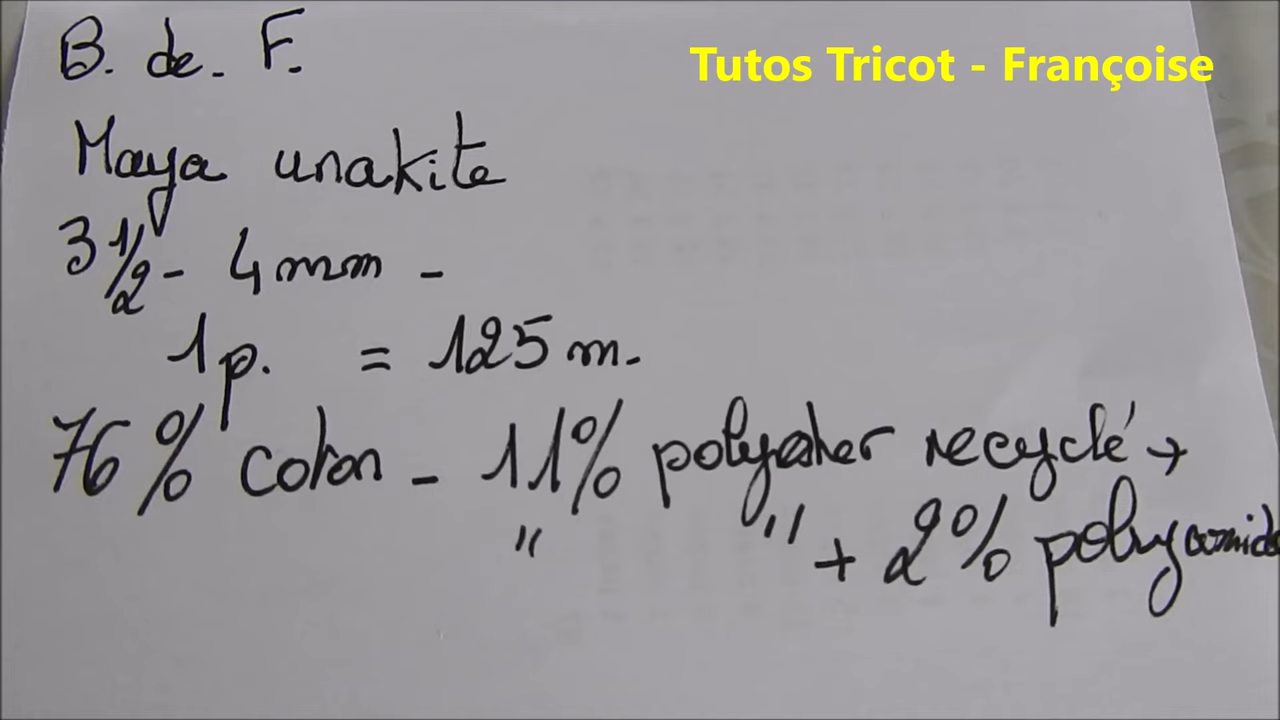 B. de. F.
Tutos Tricot - Françoise
Maya unakite
3 1/2 - 4 mm -
1 p. = 125 m.
76 % coton - 11% polyester recyclé +
" " + 2% polyamide